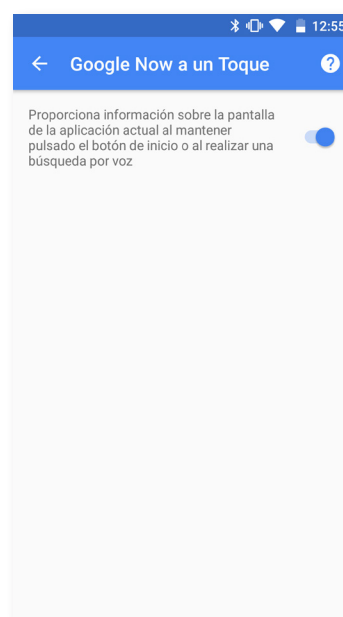 12:55
Google Now a un Toque
Proporciona información sobre la pantalla
de la aplicación actual al mantener
pulsado el botón de inicio o al realizar una
búsqueda por voz